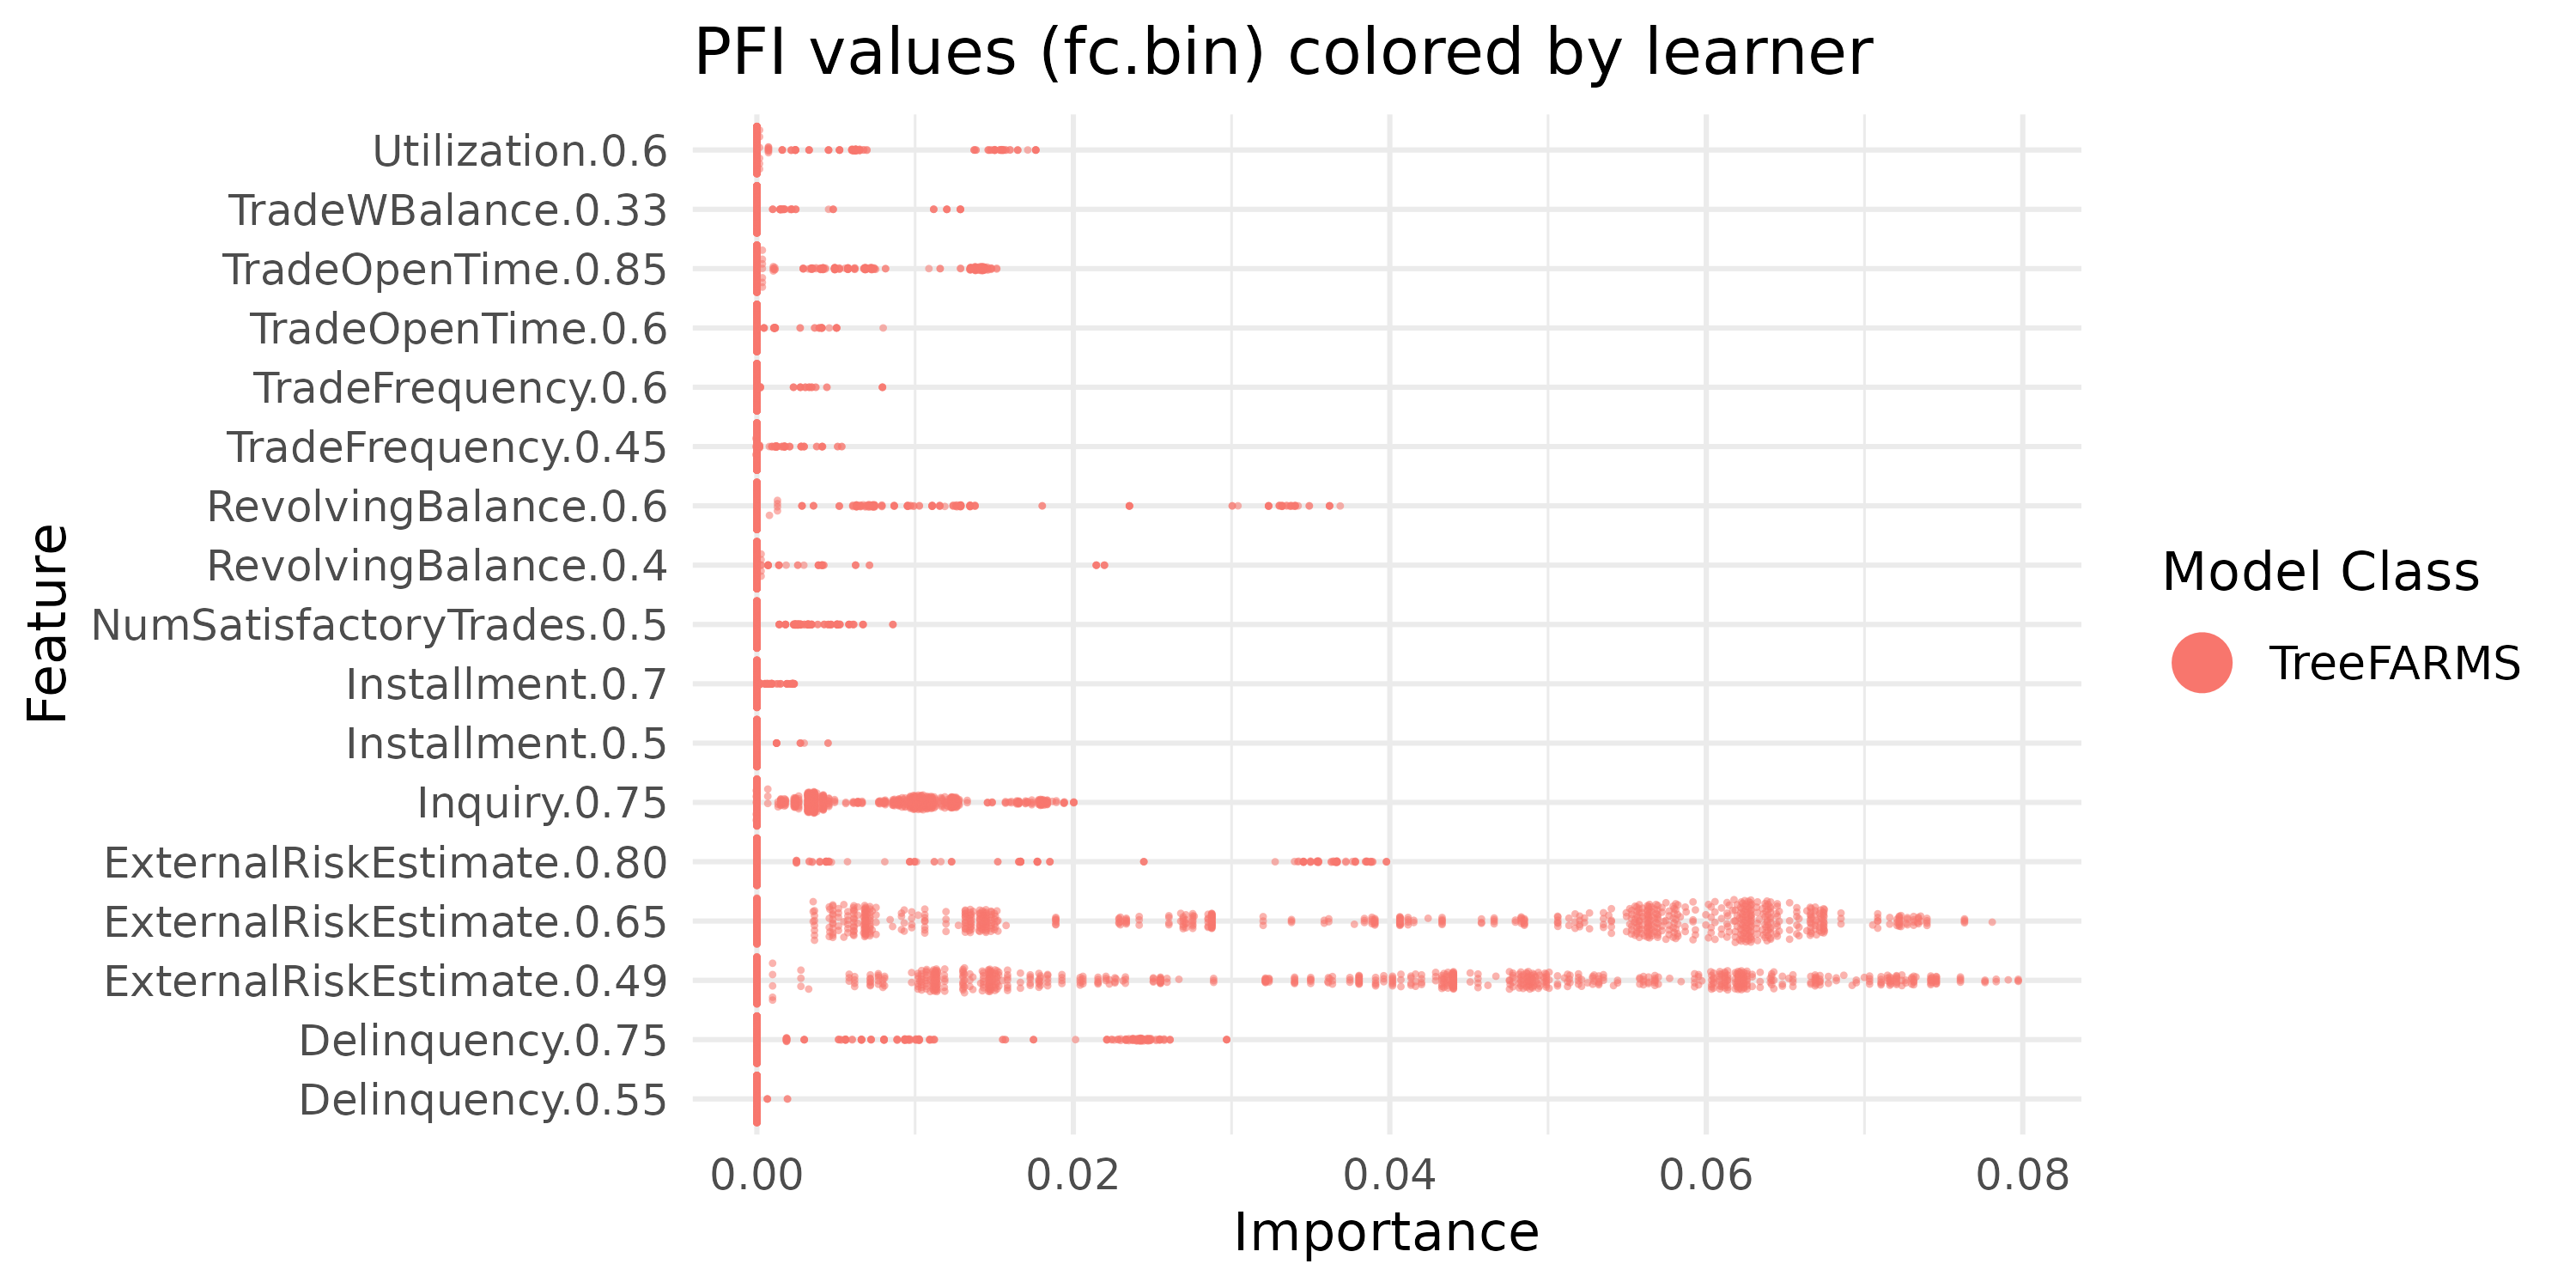 PFI values (fc.bin) colored by learner
Feature
Utilization.0.6
TradeWBalance.0.33
TradeOpenTime.0.85
TradeOpenTime.0.6
TradeFrequency.0.6
TradeFrequency.0.45
RevolvingBalance.0.6
RevolvingBalance.0.4
NumSatisfactoryTrades.0.5
Installment.0.7
Installment.0.5
Inquiry.0.75
ExternalRiskEstimate.0.80
ExternalRiskEstimate.0.65
ExternalRiskEstimate.0.49
Delinquency.0.75
Delinquency.0.55
0.00 0.02 0.04 0.06 0.08
Importance
Model Class
TreeFARMS